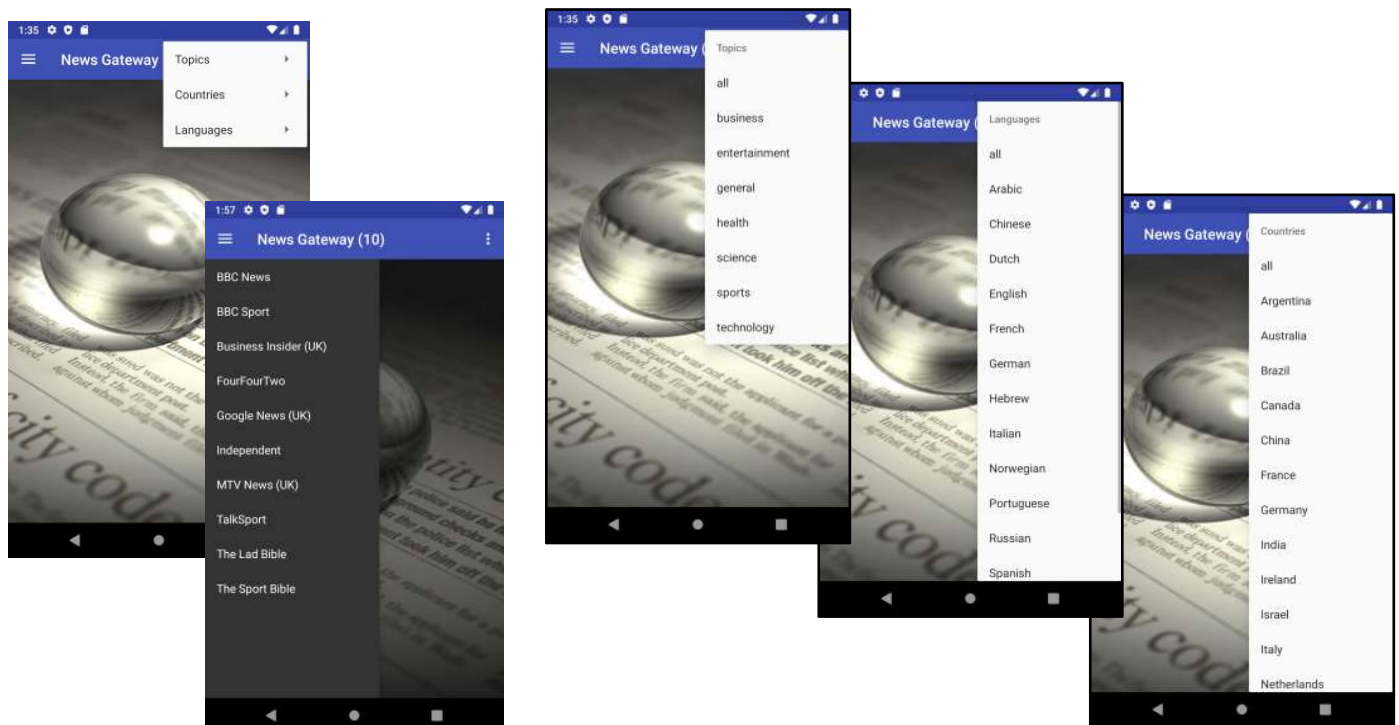 1:35
News Gateway
Topics
Countries
Languages
1:57
News Gateway (10)
BBC News
BBC Sport
Business Insider (UK)
FourFourTwo
Google News (UK)
Independent
MTV News (UK)
TalkSport
The Lad Bible
The Sport Bible
1:35
News Gateway (
Topics
all
business
entertainment
general
health
science
sports
technology
News Gateway (
Languages
all
Arabic
Chinese
Dutch
English
French
German
Hebrew
Italian
Norwegian
Portuguese
Russian
Spanish
News Gateway (
Countries
all
Argentina
Australia
Brazil
Canada
China
France
Germany
India
Ireland
Israel
Italy
Netherlands